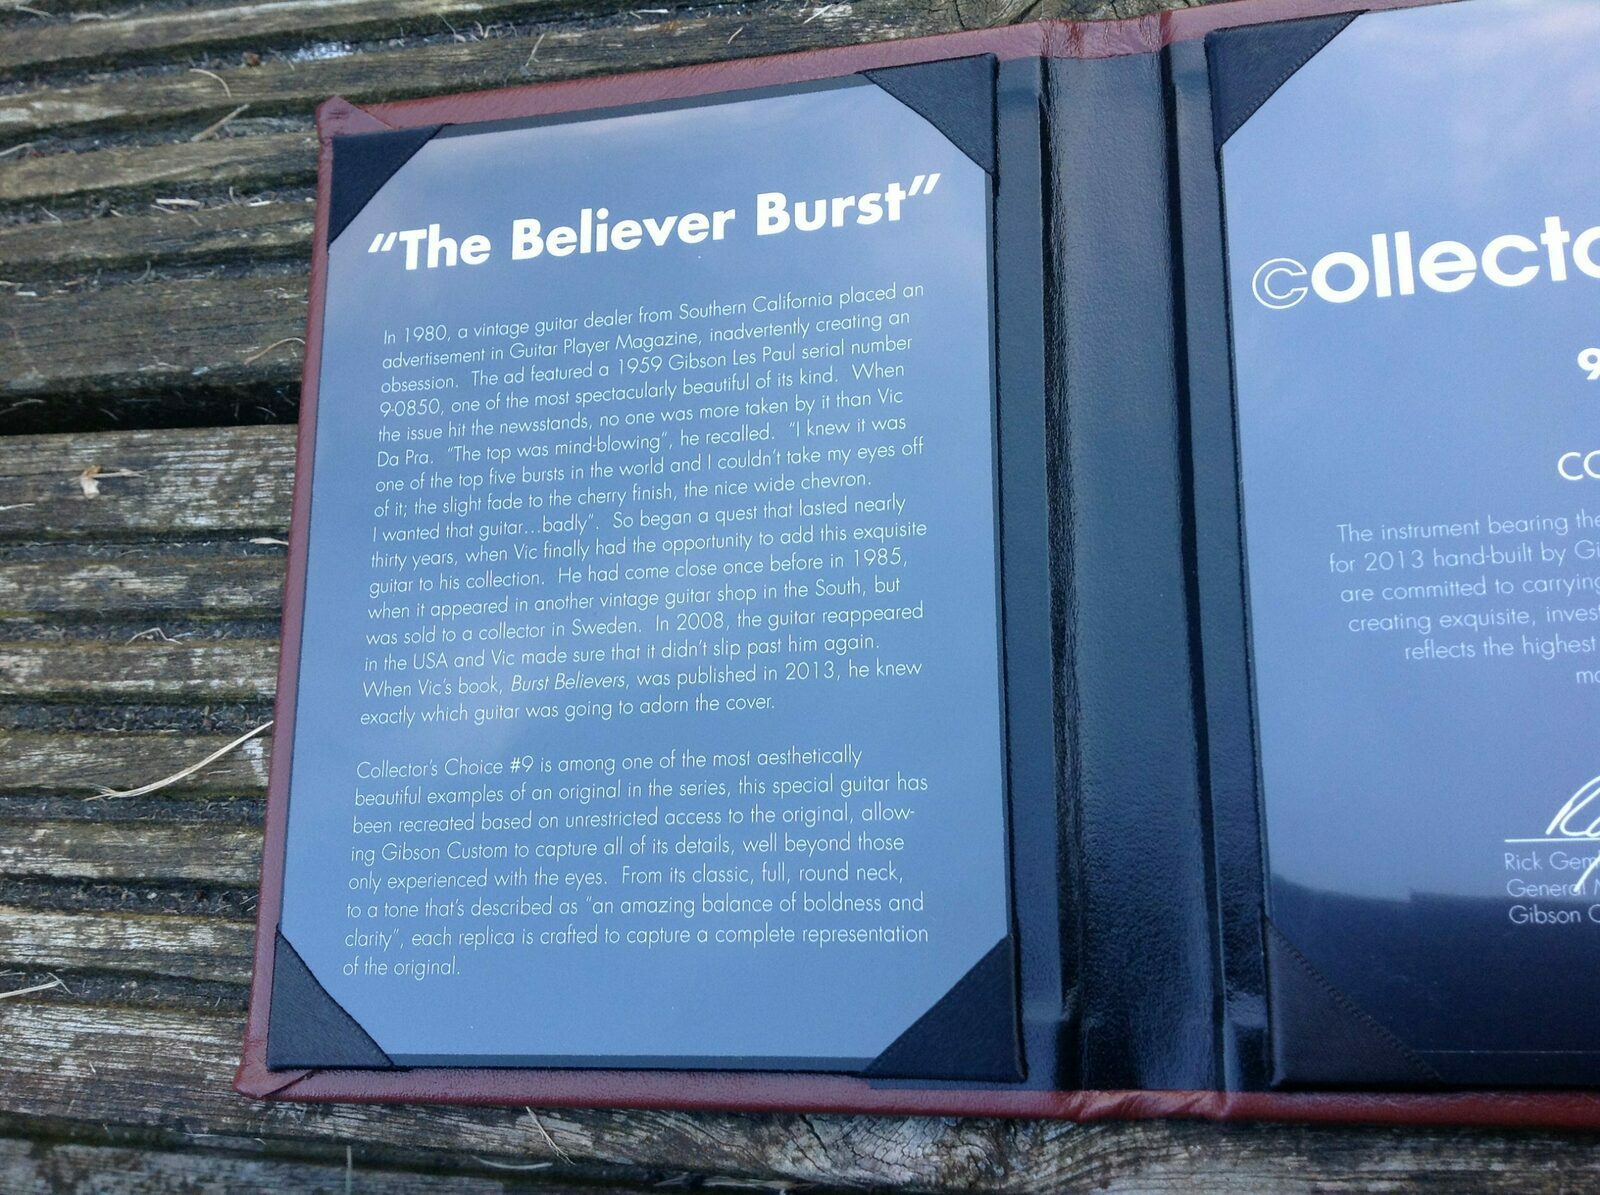 “The Believer Burst”
In 1980, a vintage guitar dealer from Southern California placed an
advertisement in Guitar Player Magazine, inadvertently creating an
obsession. The ad featured a 1959 Gibson Les Paul serial number
9-0850, one of the most spectacularly beautiful of its kind. When
the issue hit the newsstands, no one was more taken by it than Vic
Da Pra. “The top was mind-blowing”, he recalled. “I knew it was
one of the top five bursts in the world and I couldn’t take my eyes off
of it; the slight fade to the cherry finish, the nice wide chevron.
I wanted that guitar...badly”. So began a quest that lasted nearly
thirty years, when Vic finally had the opportunity to add this exquisite
guitar to his collection. He had come close once before in 1985,
when it appeared in another vintage guitar shop in the South, but
was sold to a collector in Sweden. In 2008, the guitar reappeared
in the USA and Vic made sure that it didn’t slip past him again.
When Vic’s book, Burst Believers, was published in 2013, he knew
exactly which guitar was going to adorn the cover.
Collector’s Choice #9 is among one of the most aesthetically
beautiful examples of an original in the series, this special guitar has
been recreated based on unrestricted access to the original, allow-
ing Gibson Custom to capture all of its details, well beyond those
only experienced with the eyes. From its classic, full, round neck,
to a tone that’s described as “an amazing balance of boldness and
clarity”, each replica is crafted to capture a complete representation
of the original.
collecto
9
CO
The instrument bearing the
for 2013 hand-built by Gi
are committed to carrying
creating exquisite, inves
reflects the highest
mo
Rick Gem
General M
Gibson C